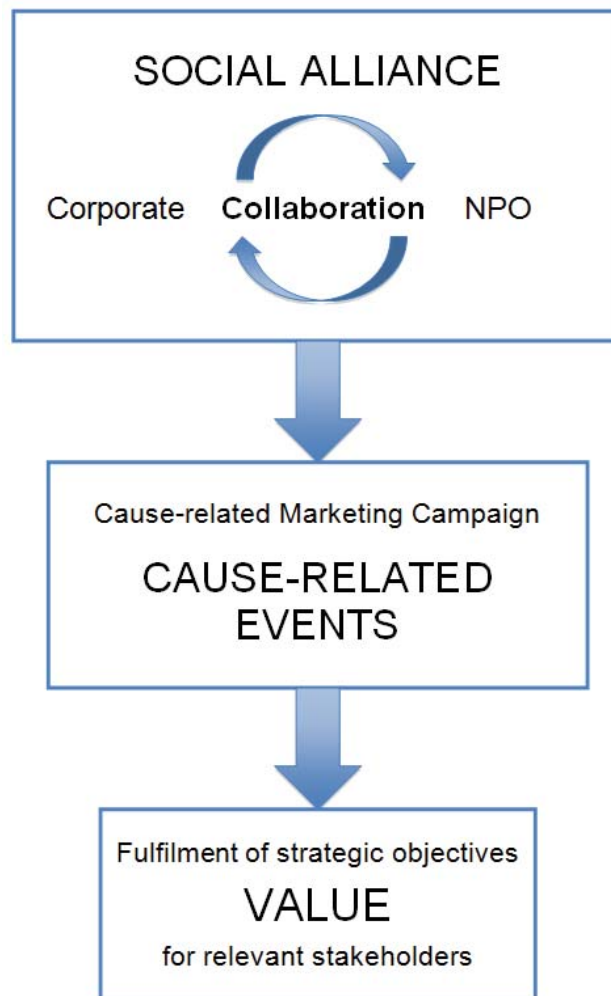 SOCIAL ALLIANCE
Corporate Collaboration NPO
Cause-related Marketing Campaign
CAUSE-RELATED
EVENTS
Fulfilment of strategic objectives
VALUE
for relevant stakeholders